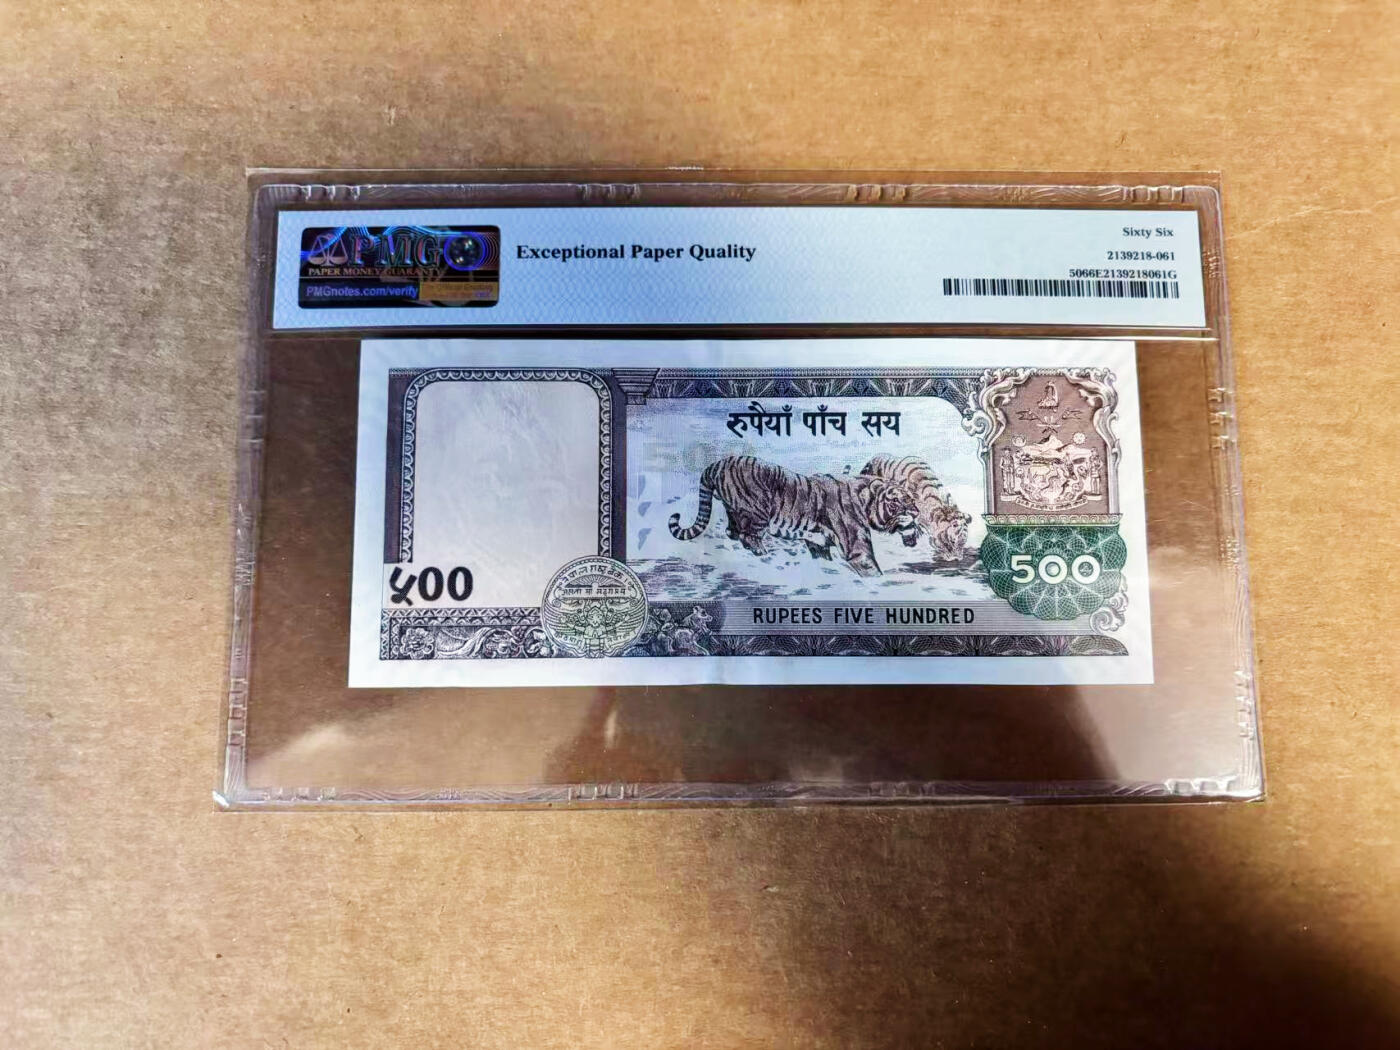 PMG
PAPER MONEY GUARANTY
PMGnotes.com/verify
Exceptional Paper Quality
Sixty Six
2139218-061
5066E2139218061G
रुपैयाँ पाँच सय
५00
500
RUPEES FIVE HUNDRED